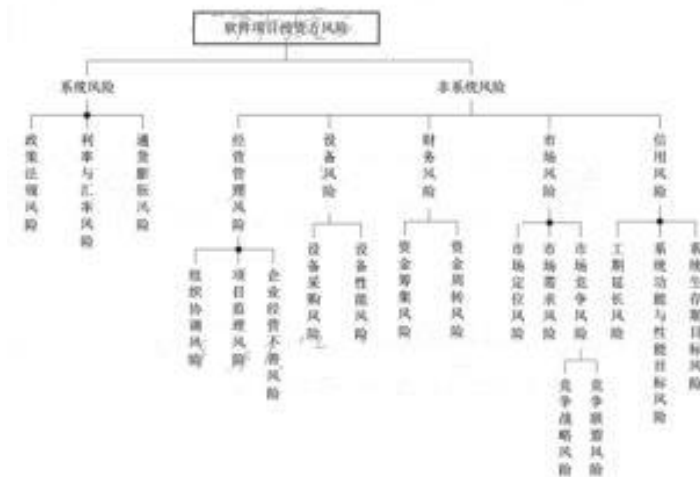 软件项目投资方风险
系统风险
非系统风险
政策法规风险
利率与汇率风险
通货膨胀风险
经营管理风险
设备风险
财务风险
市场风险
信用风险
组织协调风险
项目监理风险
企业经营不善风险
设备采购风险
设备性能风险
资金筹集风险
资金周转风险
市场定位风险
市场需求风险
市场竞争风险
工期延长风险
系统功能与性能目标风险
系统生存期目标风险
竞争战略风险
竞争联盟风险